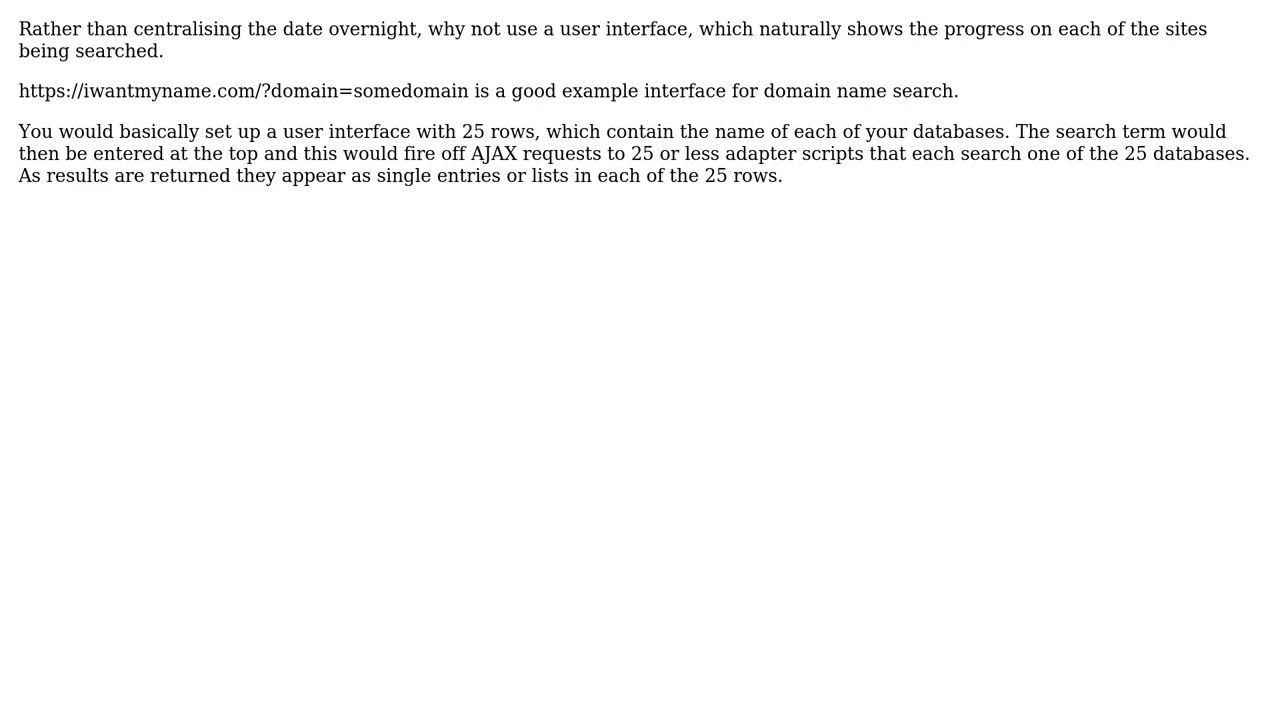 Rather than centralising the date overnight, why not use a user interface, which naturally shows the progress on each of the sites
being searched.
https://iwantmyname.com/?domain=somedomain is a good example interface for domain name search.
You would basically set up a user interface with 25 rows, which contain the name of each of your databases. The search term would
then be entered at the top and this would fire off AJAX requests to 25 or less adapter scripts that each search one of the 25 databases.
As results are returned they appear as single entries or lists in each of the 25 rows.